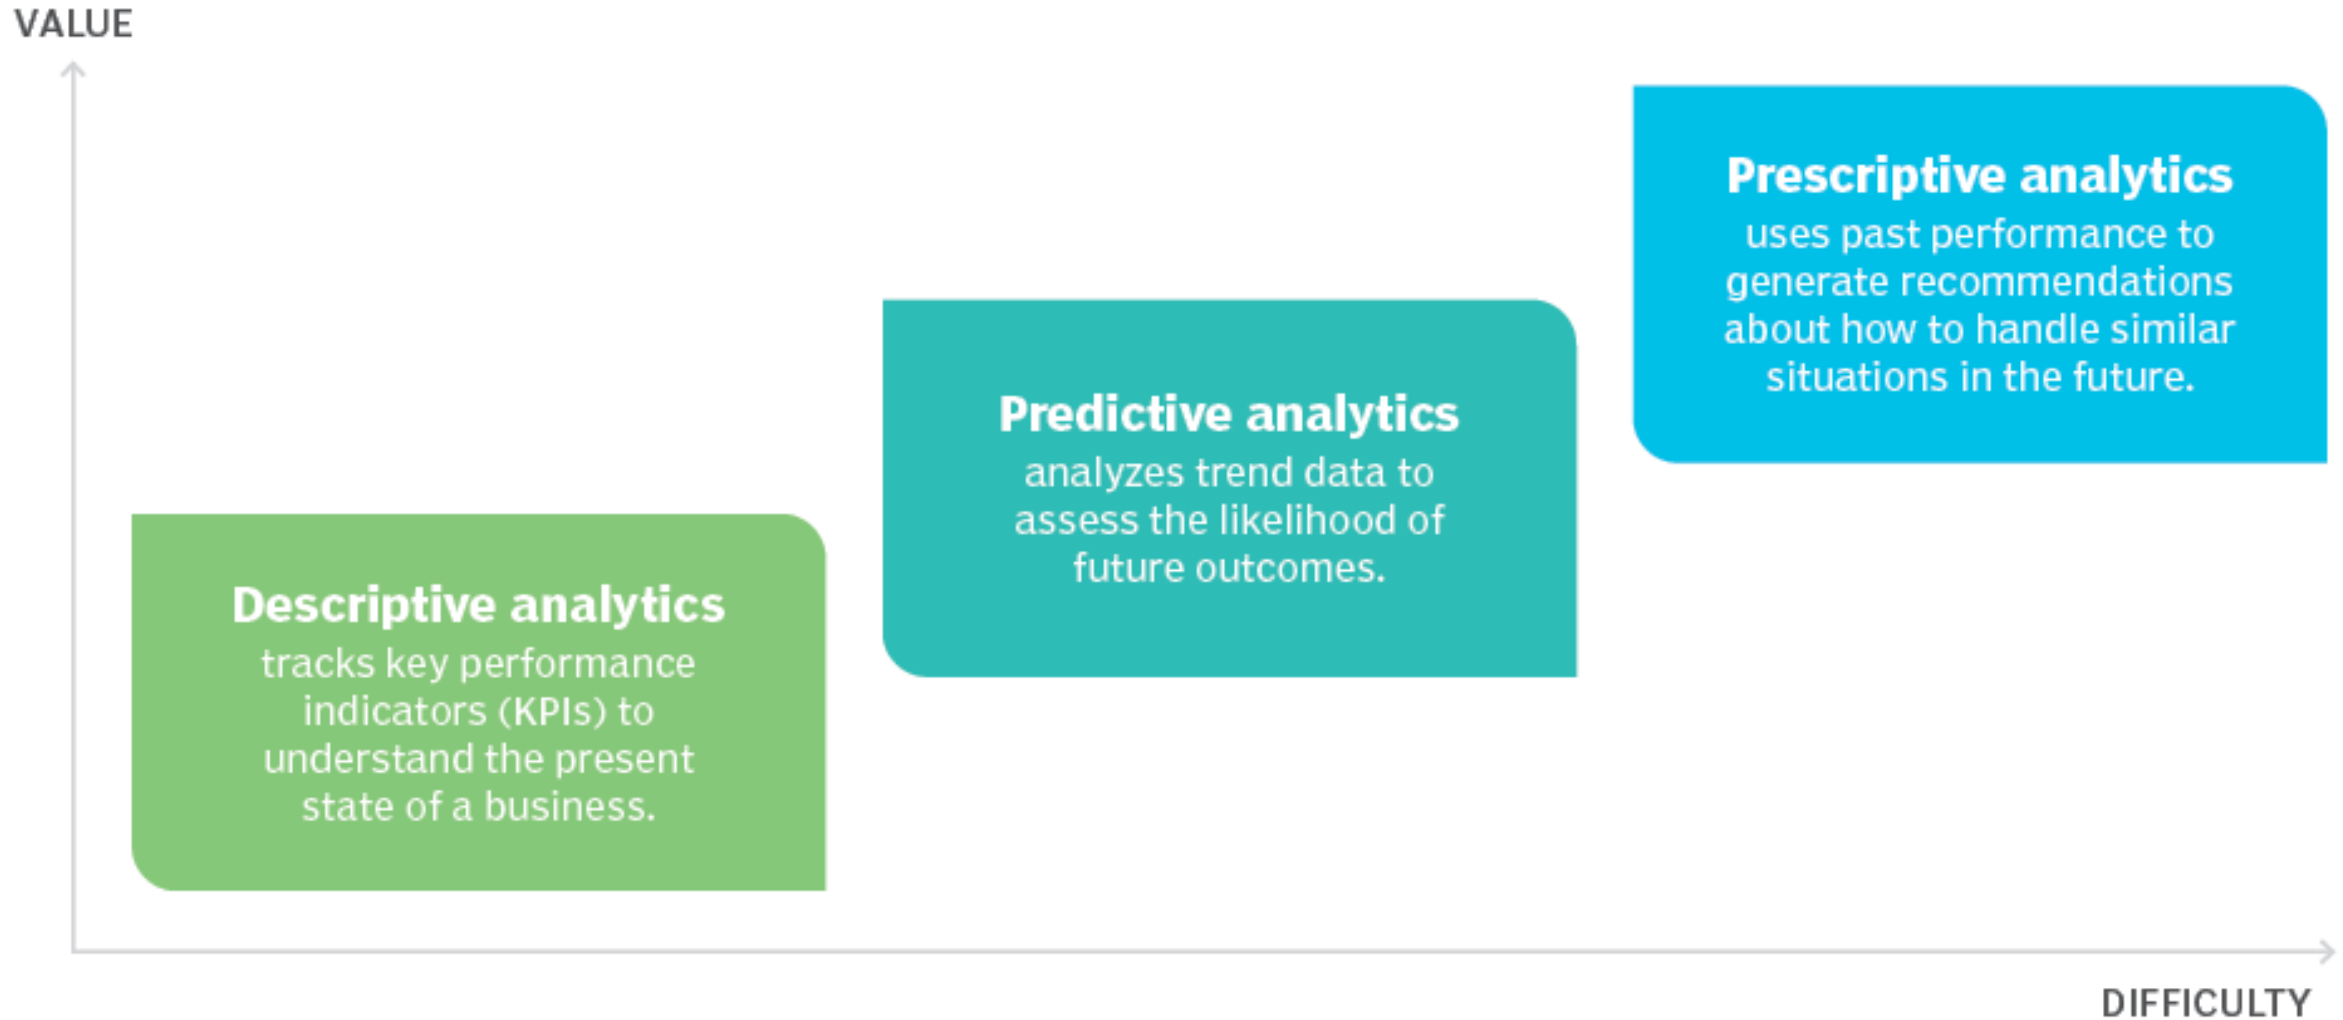 VALUE
Prescriptive analytics
uses past performance to
generate recommendations
about how to handle similar
situations in the future.
Predictive analytics
analyzes trend data to
assess the likelihood of
future outcomes.
Descriptive analytics
tracks key performance
indicators (KPIs) to
understand the present
state of a business.
DIFFICULTY